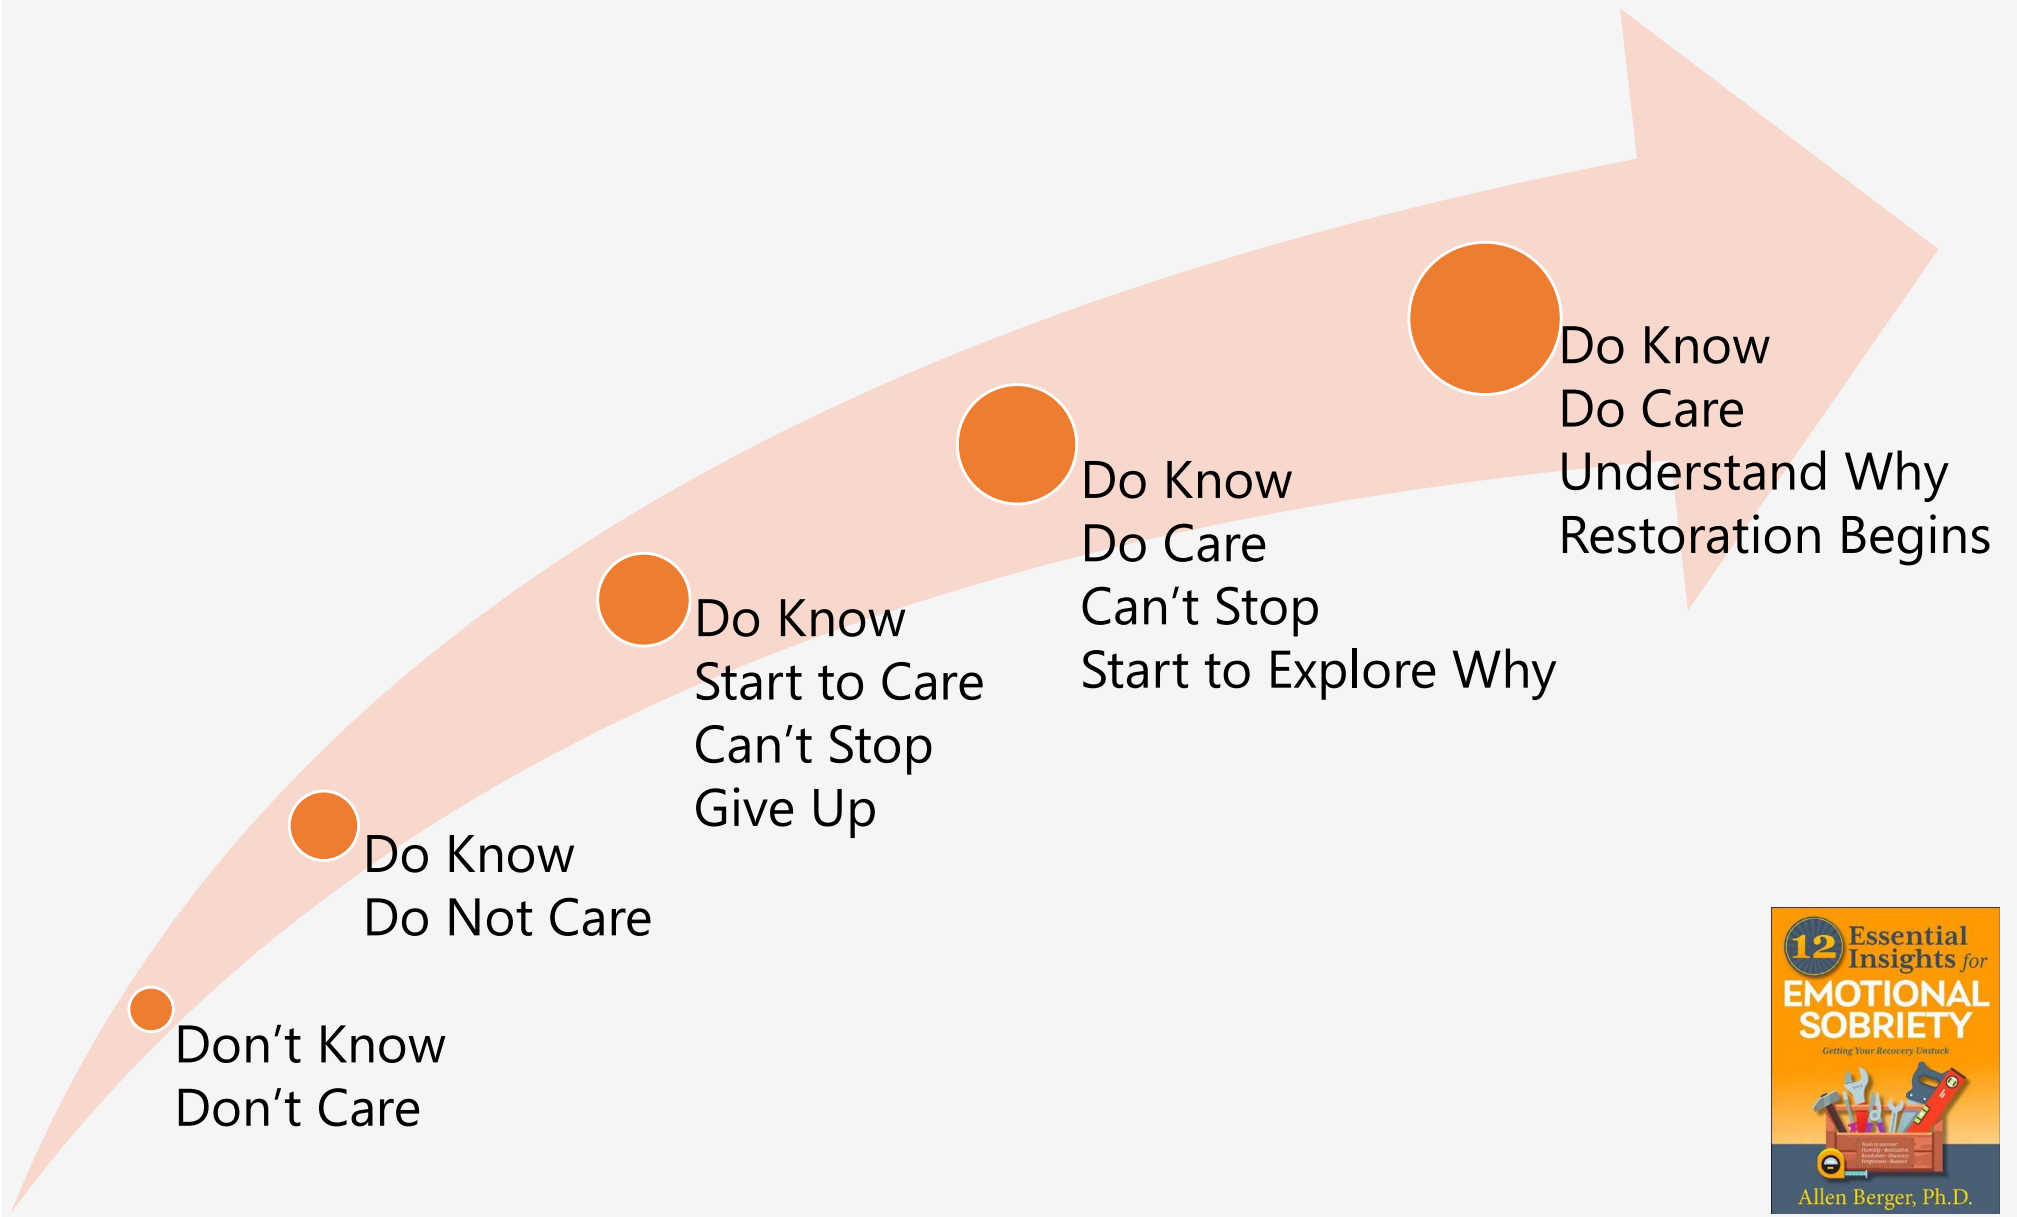 Do Know
Do Care
Understand Why
Restoration Begins
Do Know
Do Care
Can't Stop
Start to Explore Why
Do Know
Start to Care
Can't Stop
Give Up
Do Know
Do Not Care
Don't Know
Don't Care
12 Essential
Insights for
EMOTIONAL
SOBRIETY
Getting Your Recovery Unstuck
Allen Berger, Ph.D.